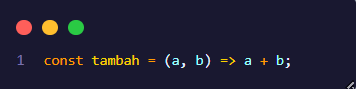 1 const tambah = (a, b) => a + b;